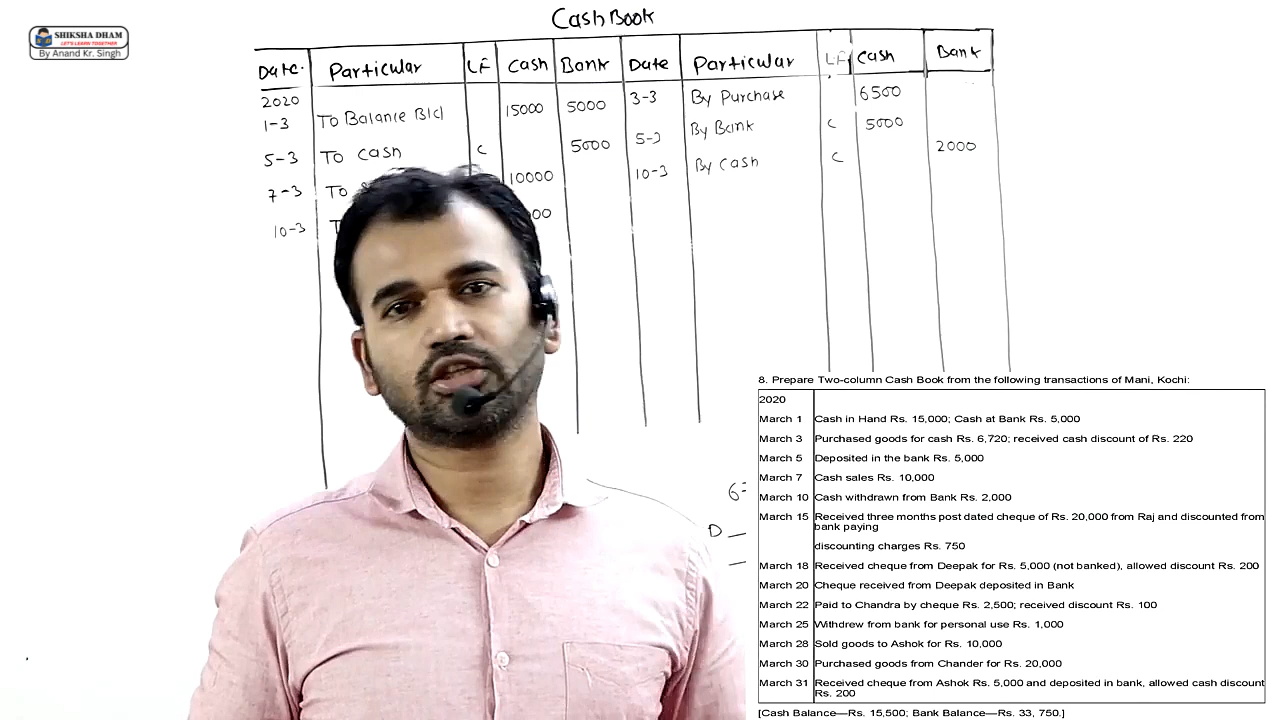 SHIKSHA DHAM
LET'S LEARN TOGETHER
By Anand Kr. Singh
Cash Book
Date. Particular LF Cash Bank Date Particular LF Cash Bank
2020
1-3 To Balance B/d 15000 5000 3-3 By Purchase 6500
5-3 To Cash C 5000 5-3 By Bank C 5000
7-3 To 10000 10-3 By Cash C 2000
10-3
D
8. Prepare Two-column Cash Book from the following transactions of Mani, Kochi:
2020
March 1 Cash in Hand Rs. 15,000; Cash at Bank Rs. 5,000
March 3 Purchased goods for cash Rs. 6,720; received cash discount of Rs. 220
March 5 Deposited in the bank Rs. 5,000
March 7 Cash sales Rs. 10,000
March 10 Cash withdrawn from Bank Rs. 2,000
March 15 Received three months post dated cheque of Rs. 20,000 from Raj and discounted from
bank paying
discounting charges Rs. 750
March 18 Received cheque from Deepak for Rs. 5,000 (not banked), allowed discount Rs. 200
March 20 Cheque received from Deepak deposited in Bank
March 22 Paid to Chandra by cheque Rs. 2,500; received discount Rs. 100
March 25 Withdrew from bank for personal use Rs. 1,000
March 28 Sold goods to Ashok for Rs. 10,000
March 30 Purchased goods from Chander for Rs. 20,000
March 31 Received cheque from Ashok Rs. 5,000 and deposited in bank, allowed cash discount
Rs. 200
[Cash Balance—Rs. 15,500; Bank Balance—Rs. 33, 750.]